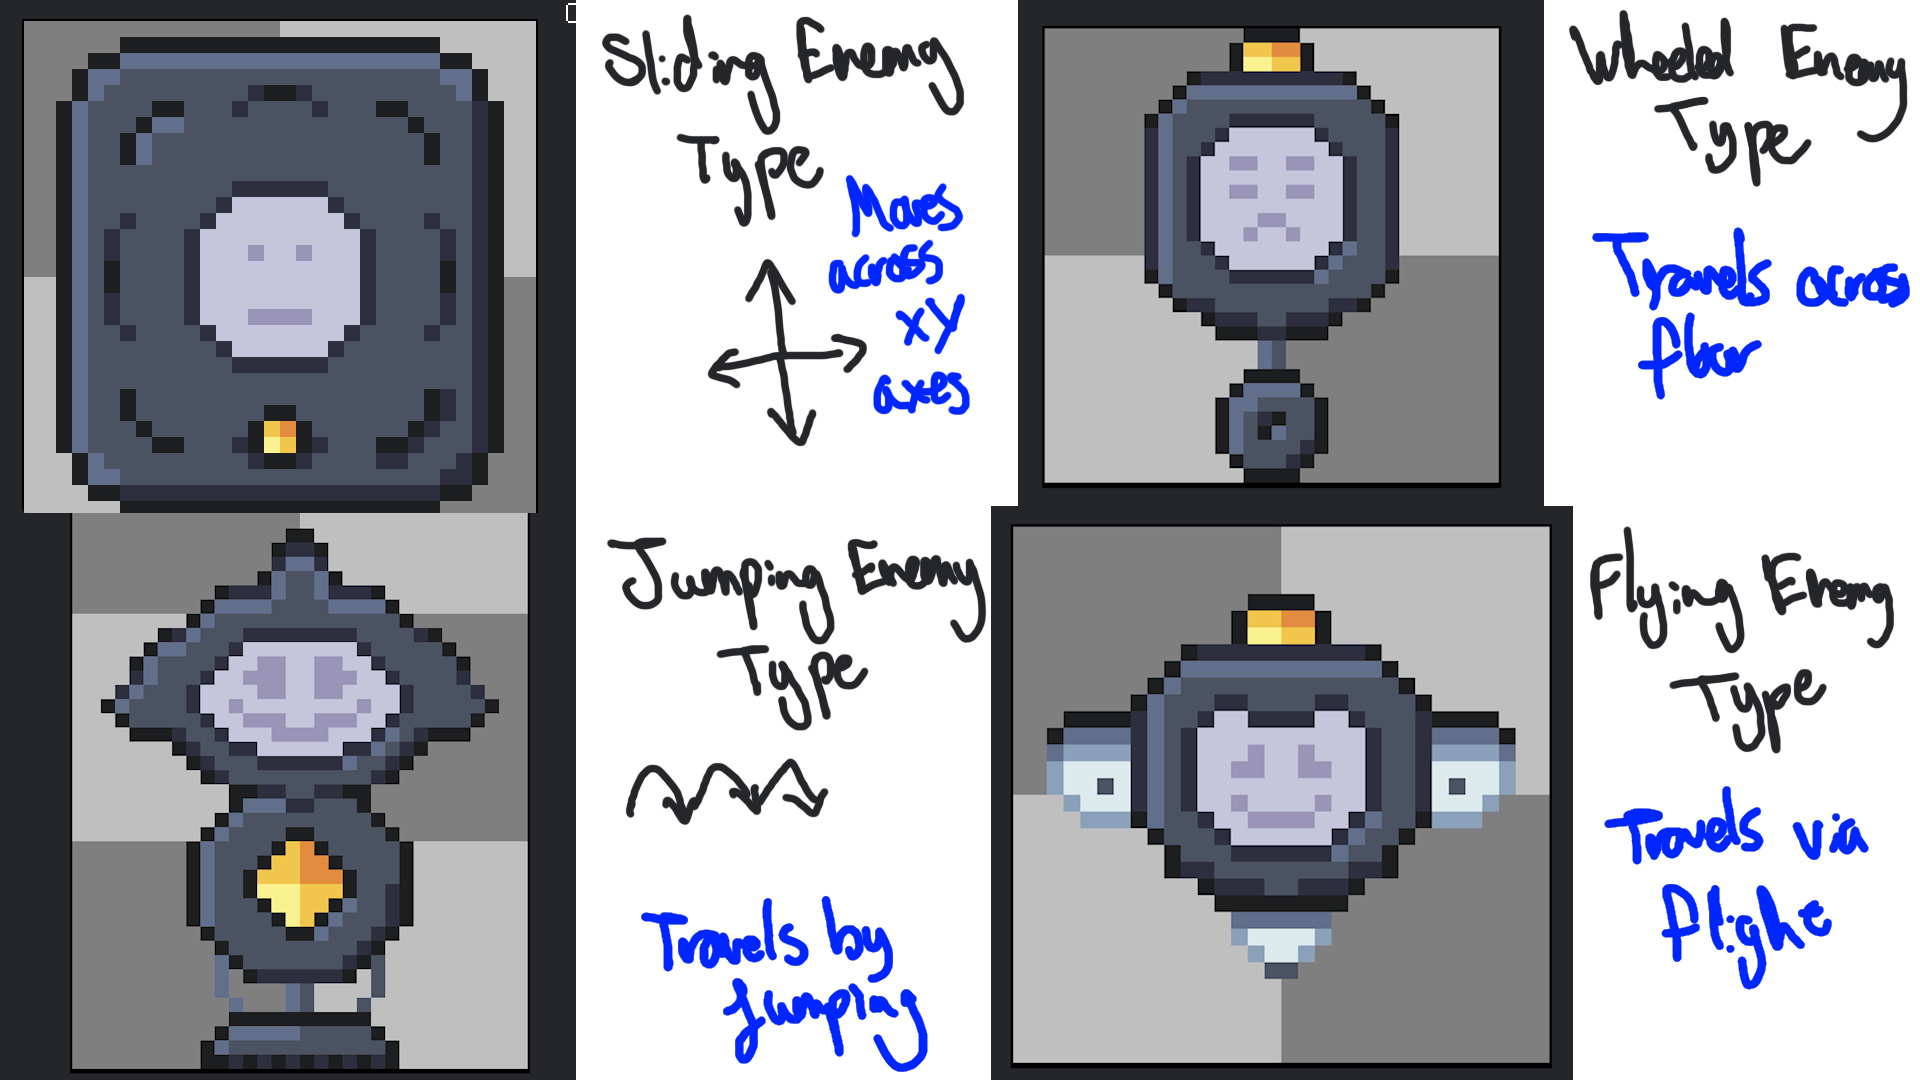 Sliding Enemy
Type
Moves
across
xy
axes
Wheeled Enemy
Type
Travels across
floor
Jumping Enemy
Type
Travels by
jumping
Flying Enemy
Type
Travels via
flight